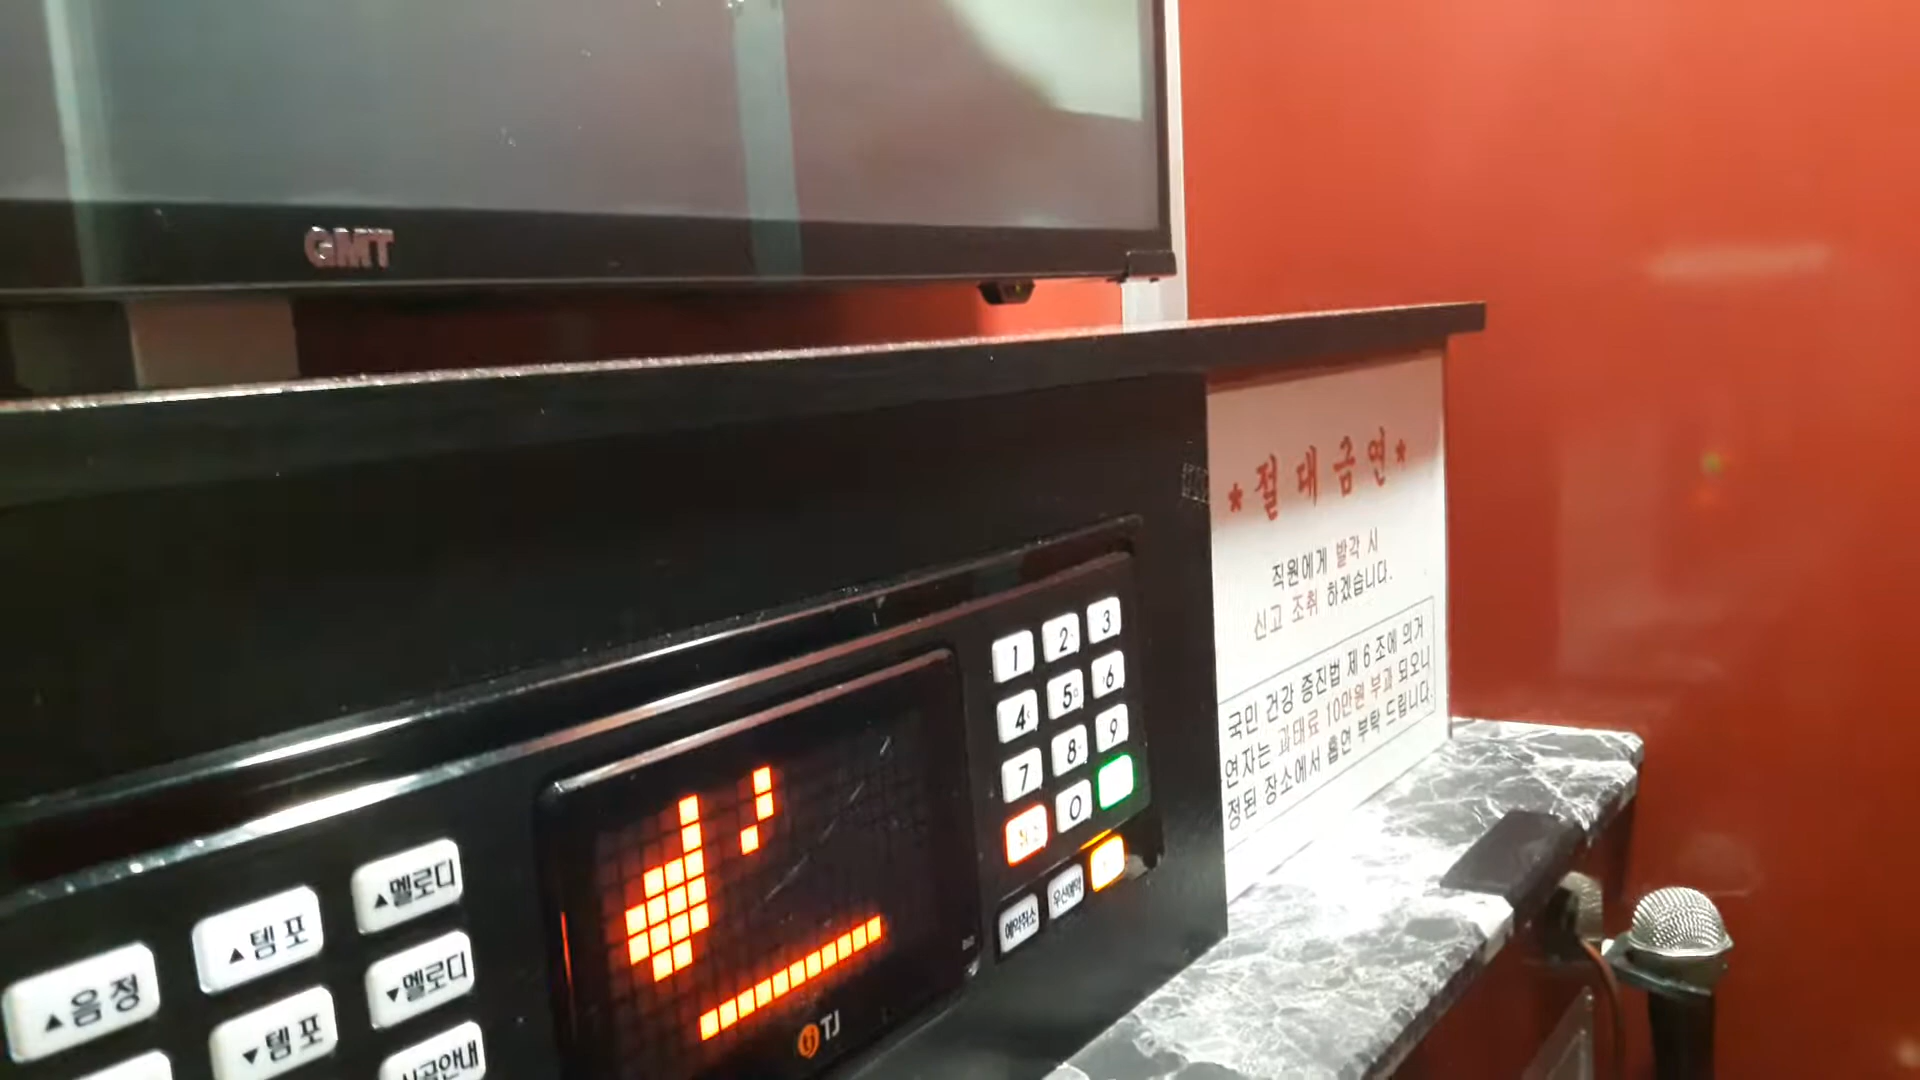 GMT
★절대금연★
직원에게 발각 시
신고 조취 하겠습니다.
국민 건강 증진법 제 6 조에 의거
연자는 과태료 10만원 부과 되오니
정된 장소에서 흡연 부탁 드립니다.
1 2 3
4 5 6
7 8 9
취소 0
예약취소 우선예약
▲음정 ▲템포 ▲멜로디
▼템포 ▼멜로디
TJ